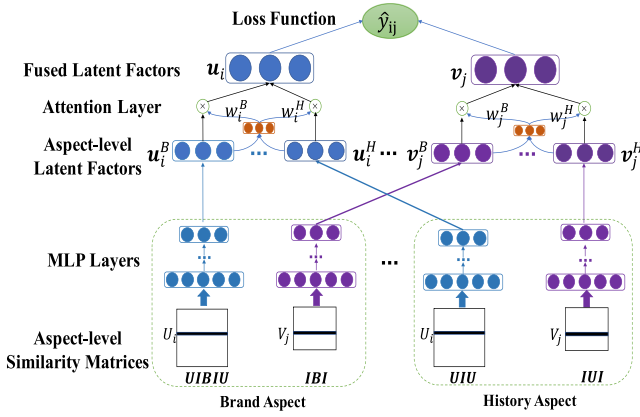 Loss Function
ŷij
Fused Latent Factors
ui
vj
Attention Layer
× wiB wiH ×
× wjB wjH ×
Aspect-level
Latent Factors
uiB ... uiH ... vjB ... vjH
MLP Layers
... ... ... ... ...
Aspect-level
Similarity Matrices
Ui Vj Ui Vj
UIBIU IBI ... UIU IUI
Brand Aspect
History Aspect